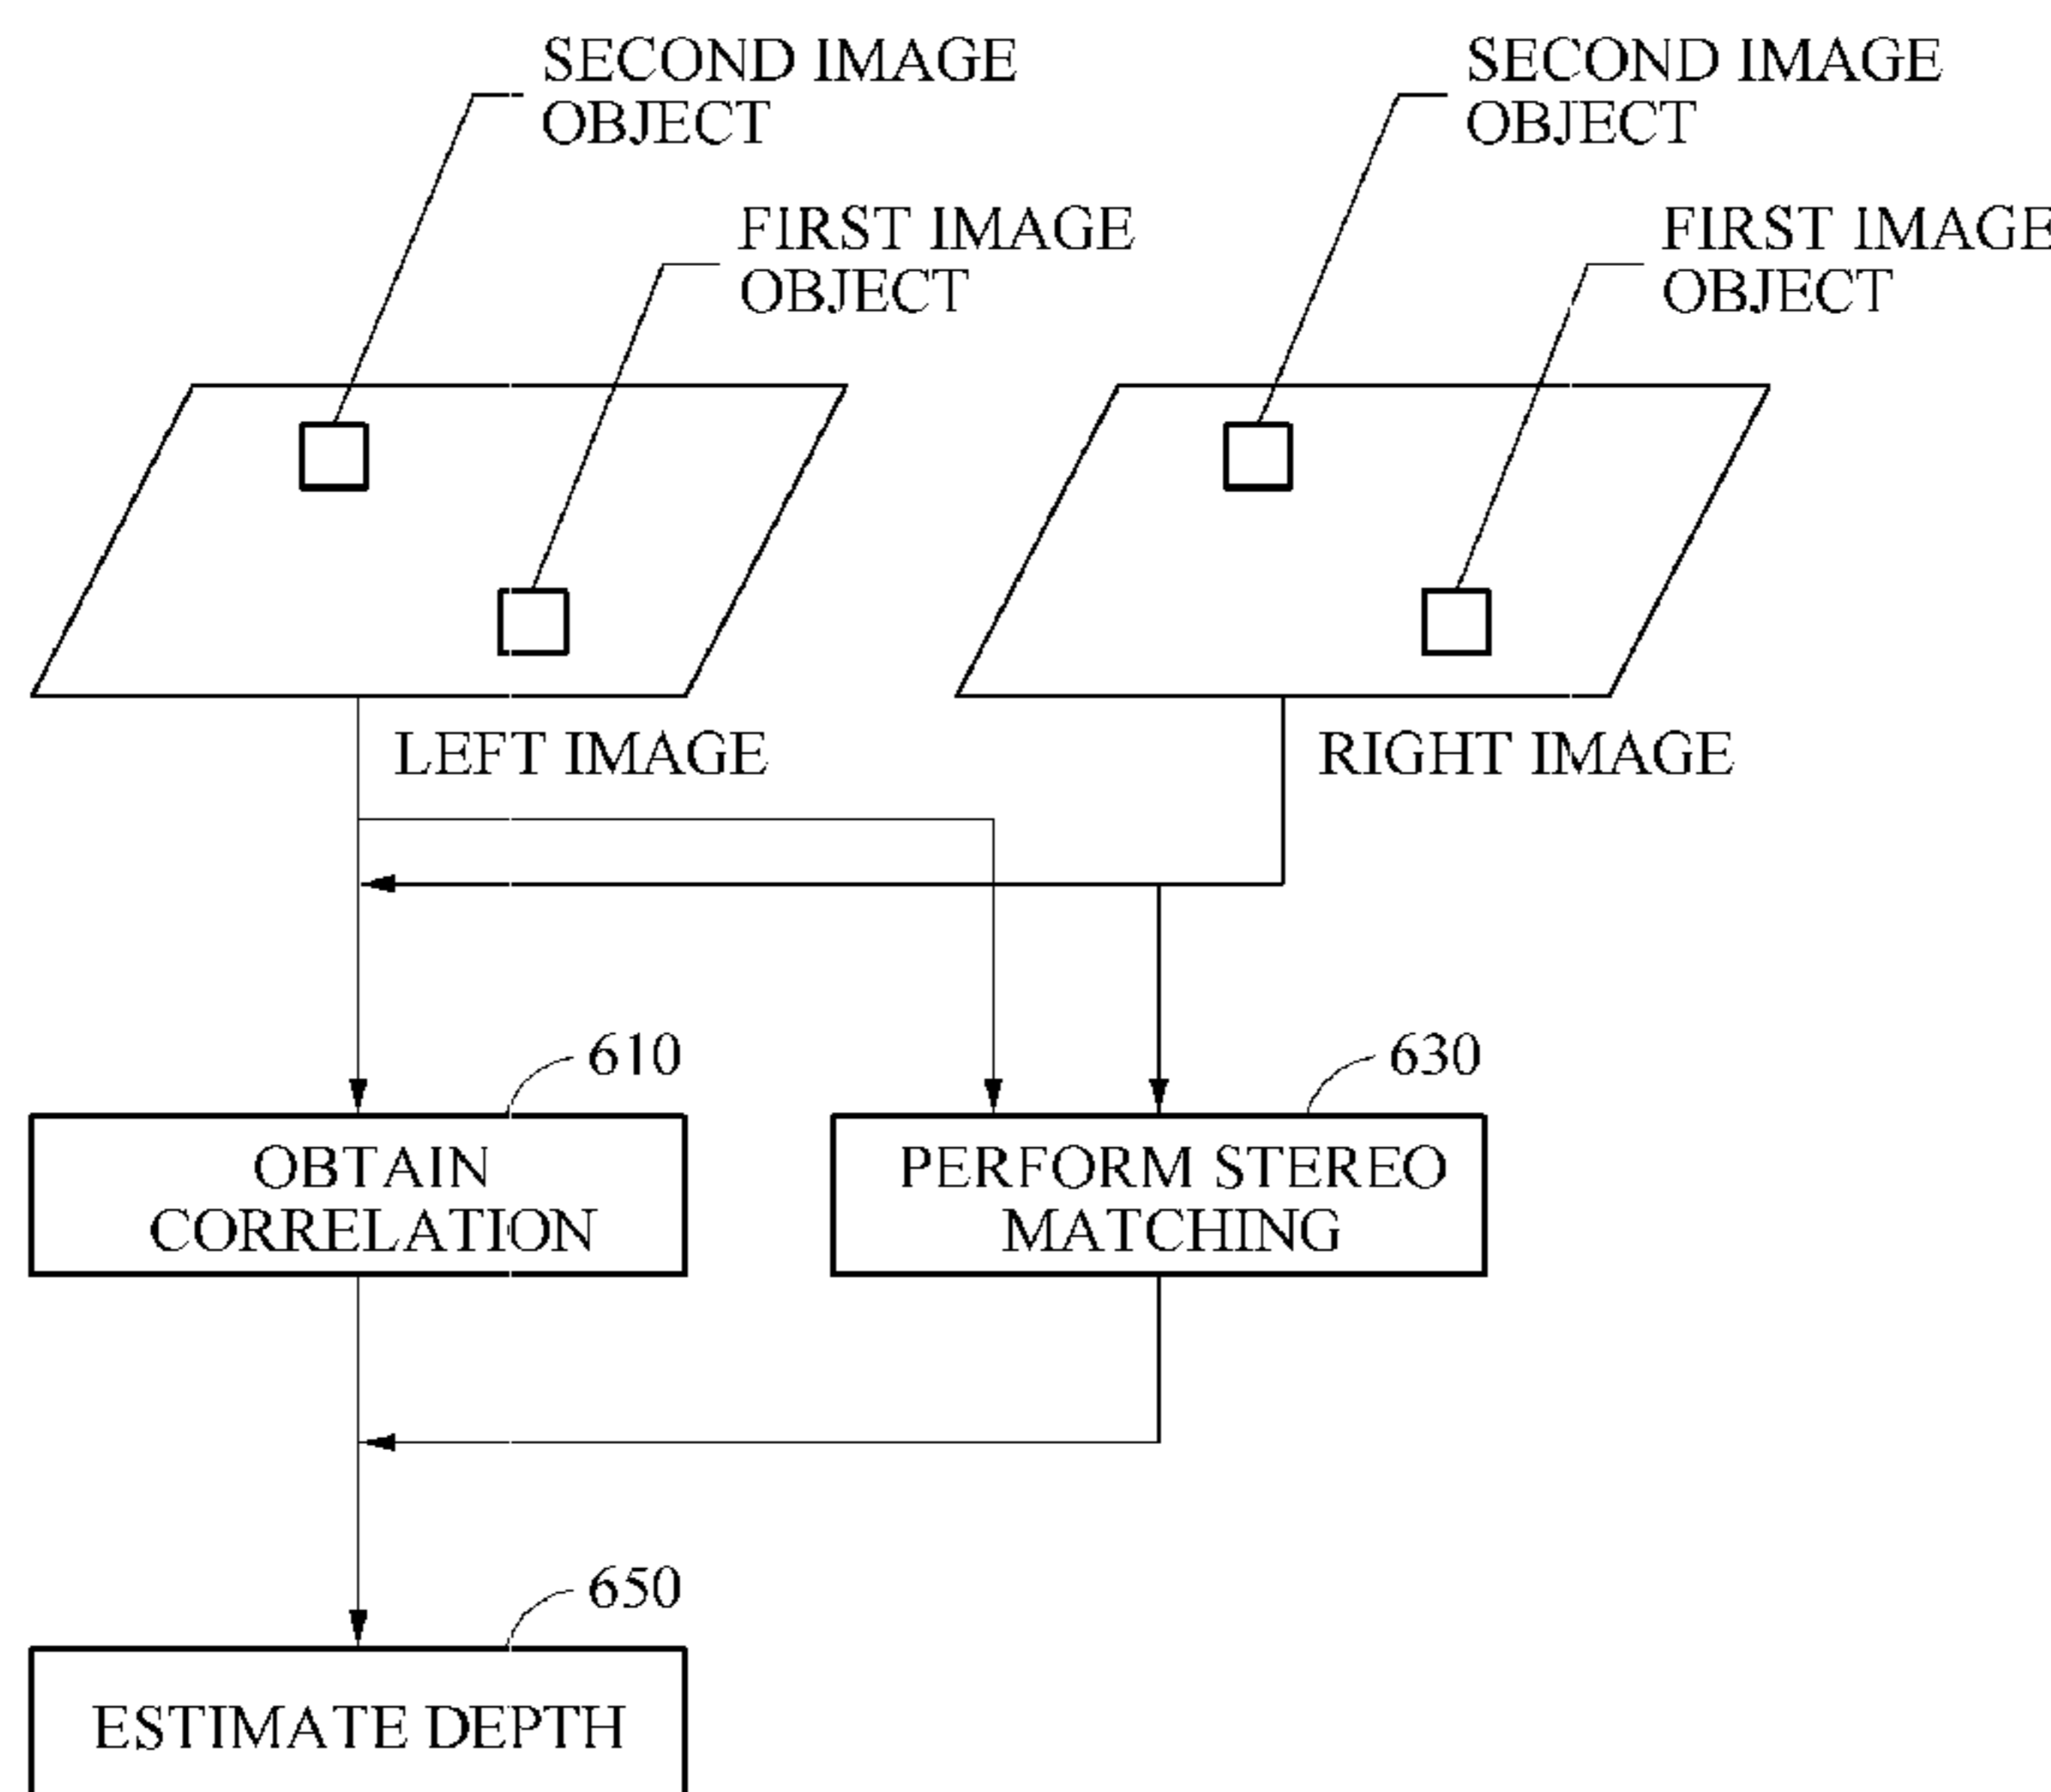 SECOND IMAGE
OBJECT
SECOND IMAGE
OBJECT
FIRST IMAGE
OBJECT
FIRST IMAGE
OBJECT
LEFT IMAGE
RIGHT IMAGE
610
630
OBTAIN
CORRELATION
PERFORM STEREO
MATCHING
650
ESTIMATE DEPTH